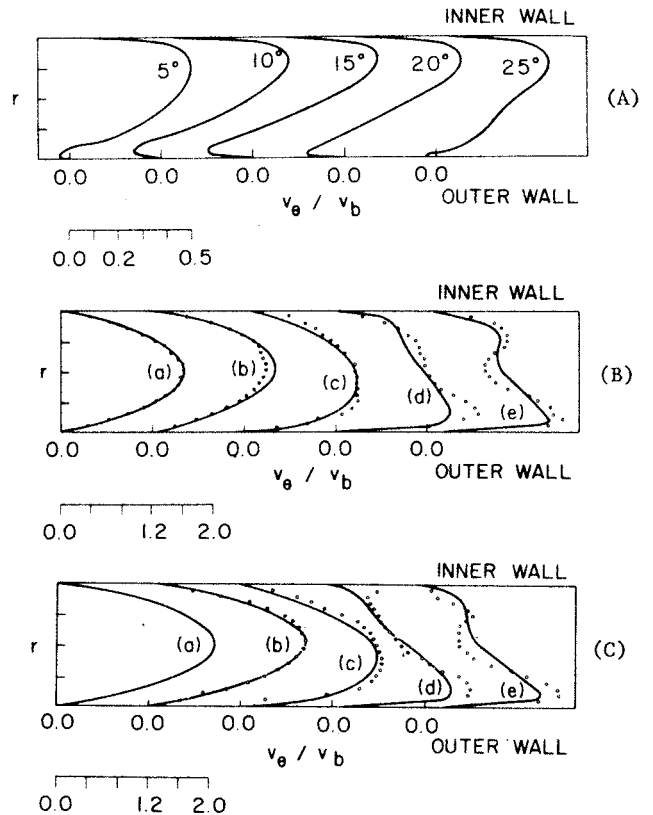 INNER WALL
5° 10° 15° 20° 25°
r
(A)
0.0 0.0 0.0 0.0 0.0
v_θ / v_b
OUTER WALL
0.0 0.2 0.5
INNER WALL
r
(a) (b) (c) (d) (e)
(B)
0.0 0.0 0.0 0.0 0.0
v_θ / v_b
OUTER WALL
0.0 1.2 2.0
INNER WALL
r
(a) (b) (c) (d) (e)
(C)
0.0 0.0 0.0 0.0 0.0
v_θ / v_b
OUTER WALL
0.0 1.2 2.0